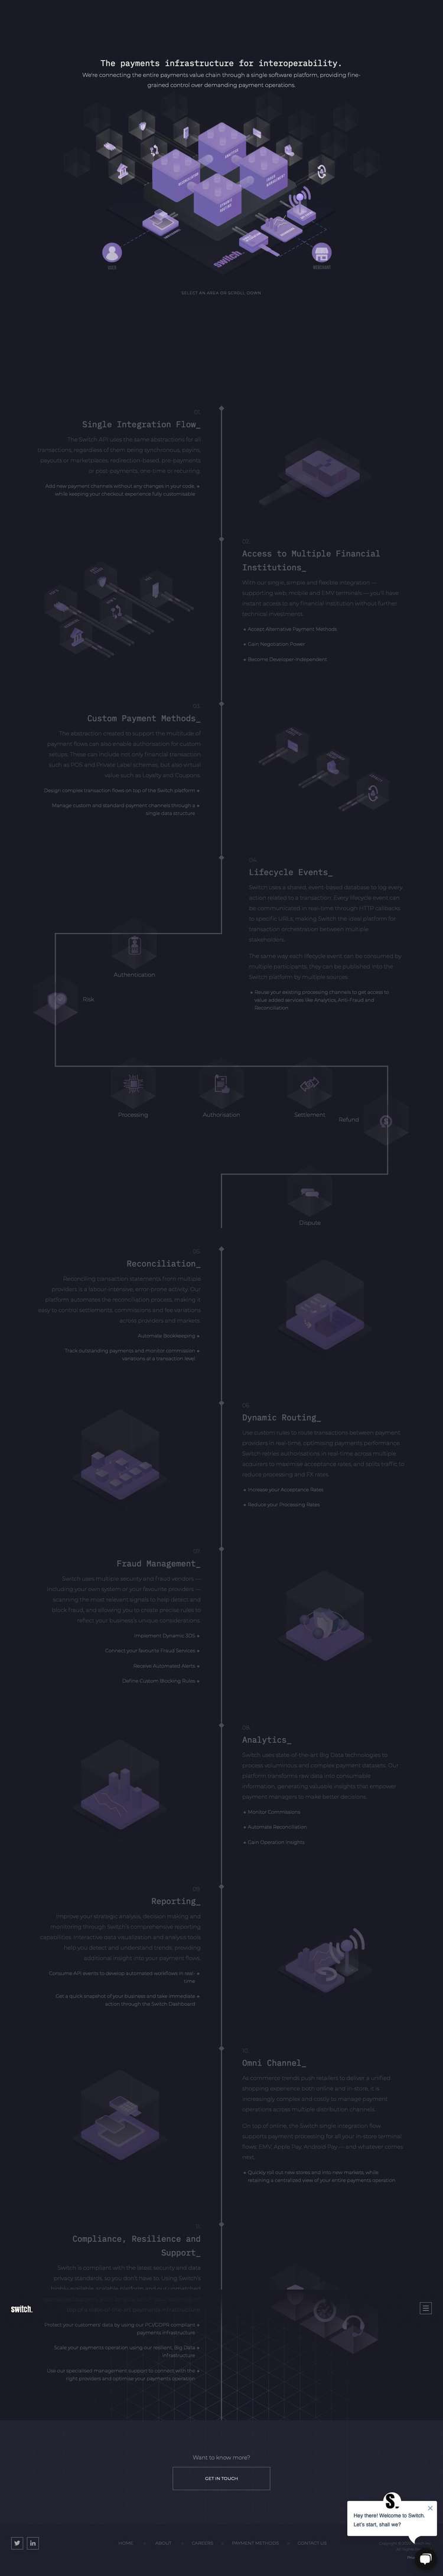 The payments infrastructure for interoperability.
We're connecting the entire payments value chain through a single software platform, providing fine-
grained control over demanding payment operations.
switch.
SELECT AN AREA OR SCROLL DOWN
Single Integration Flow_
The Switch API uses the same abstractions for all
transactions, regardless of them being synchronous, paylink,
wepayout or marketplaces, redirection-based, pre-payments
or post-payments, one time or recurring.
Add new payment channels without any changes in your code,
while keeping your checkout experience fully customisable
02
Access to Multiple Financial
Institutions_
With our single, simple and flexible integration —
supporting web, mobile and EMV terminals — you'll have
instant access to any financial institution without further
technical investments.
Accept Alternative Payment Methods
Gain Negotiation Power
Become Developer-Independent
03
Custom Payment Methods_
The abstraction created to support the multitude of
payment flows can also enable authorisation for custom
setups. These can include not only financial transaction
such as POS and Private Label schemes, but also virtual
value such as Loyalty and Coupons.
Design complex transaction flows on top of the Switch platform
Manage custom and standard payment channels through a
single data structure
04
Lifecycle Events_
Switch uses a shared, event-based database to log every
action related to a transaction. Every lifecycle event can
be communicated in real-time through HTTP callbacks
to specific URLs, making Switch the ideal platform for
transaction orchestration between multiple
stakeholders.
The same way each lifecycle event can be consumed by
multiple participants, they can be published into the
Switch platform by multiple sources.
Reuse your existing processing channels to get access to
value-added services like Analytics, Anti-Fraud and
Reconciliation
Authentication
Risk
Processing
Authorisation
Settlement
Refund
Dispute
05
Reconciliation_
Reconciling transaction statements from multiple
providers is a labour-intensive, error-prone activity. Our
platform automates the reconciliation process, making it
easy to control settlements, commissions and transactions
across providers and markets.
Automate Bookkeeping
Track outstanding payments and monitor commission
variations at a transaction level
06
Dynamic Routing_
Use custom rules to route transactions between payment
providers in real-time, optimising payments performance.
Switch retries authorisations in real time across multiple
acquirers to maximise acceptance rates, and shifts traffic to
reduce processing and FX rates.
Increase your Acceptance Rates
Reduce your Processing Rates
07
Fraud Management_
Switch uses multiple security and fraud vendors —
including your own system or your favourite providers —
scanning the most relevant signals to help detect and
block fraud, and allowing you to create precise rules to
reflect your business's unique considerations.
Implement Dynamic 3DS
Connect your favourite Fraud Services
Receive Automated Alerts
Define Custom Blocking Rules
08
Analytics_
Switch uses state of the art Big Data technologies to
process voluminous and complex payment datasets. Our
platform transforms raw data into consumable
information, generating valuable insights that empower
payment managers to make better decisions.
Monitor Commissions
Automate Reconciliation
Gain Operation Insights
09
Reporting_
Improve your strategic analysis, decision making and
monitoring through Switch's comprehensive reporting
capabilities. Interactive data visualization and analysis tools
help you detect and understand trends, providing
additional insight into your payment flows.
Consume API events to develop automated workflows in real-
time
Get a quick snapshot of your business and take immediate
action through the Switch Dashboard
10
Omni Channel_
As commerce trends push retailers to deliver a unified
shopping experience, both online and in-store, it is
increasingly complex and costly to manage payment
operations across multiple distribution channels.
On top of online, the Switch single integration flow
supports payment processing for all your in-store terminal
fleets: EMV, Apple Pay, Android Pay — and whatever comes
next.
Quickly roll out new stores and into new markets, while
retaining a centralised view of your entire payments operation
11
Compliance, Resilience and
Support_
Switch is compliant with the latest security and data
privacy standards, so you don't have to. Using Switch's
switch.
Protect your customers' data by using our PCI/GDPR compliant
payments infrastructure
Scale your payments operation using our resilient, Big Data
infrastructure
Use our specialised management support to connect with the
right providers and optimise your payments operation
Want to know more?
GET IN TOUCH
Hey there! Welcome to Switch.
Let's start, shall we?
HOME
ABOUT
CAREERS
PAYMENT METHODS
CONTACT US